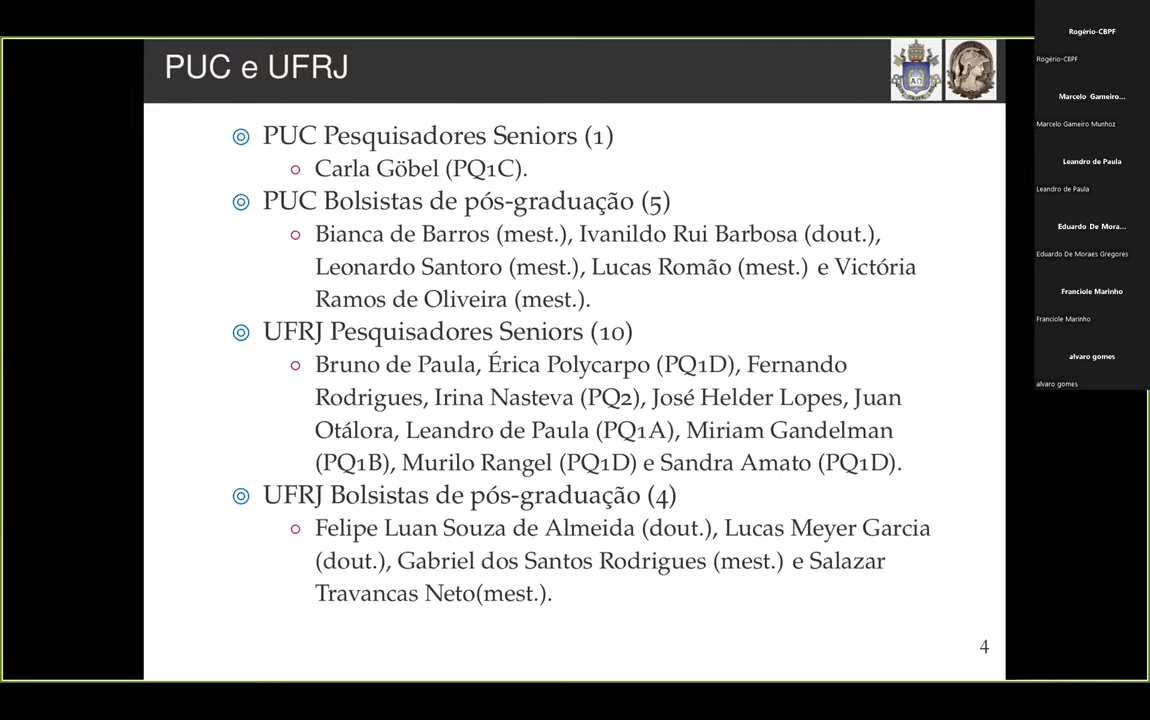 PUC e UFRJ
PUC Pesquisadores Seniors (1)
Carla Göbel (PQ1C).
PUC Bolsistas de pós-graduação (5)
Bianca de Barros (mest.), Ivanildo Rui Barbosa (dout.),
Leonardo Santoro (mest.), Lucas Romão (mest.) e Victória
Ramos de Oliveira (mest.).
UFRJ Pesquisadores Seniors (10)
Bruno de Paula, Érica Polycarpo (PQ1D), Fernando
Rodrigues, Irina Nasteva (PQ2), José Helder Lopes, Juan
Otálora, Leandro de Paula (PQ1A), Miriam Gandelman
(PQ1B), Murilo Rangel (PQ1D) e Sandra Amato (PQ1D).
UFRJ Bolsistas de pós-graduação (4)
Felipe Luan Souza de Almeida (dout.), Lucas Meyer Garcia
(dout.), Gabriel dos Santos Rodrigues (mest.) e Salazar
Travancas Neto(mest.).
4
Rogério-CBPF
Rogério-CBPF
Marcelo Gameiro...
Marcelo Gameiro Munhoz
Leandro de Paula
Leandro de Paula
Eduardo De Mora...
Eduardo De Moraes Gregores
Franciole Marinho
Franciole Marinho
alvaro gomes
alvaro gomes